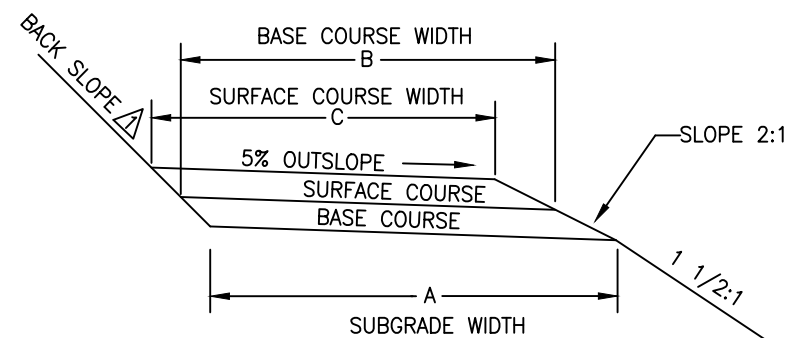 BASE COURSE WIDTH
B
BACK SLOPE 1
SURFACE COURSE WIDTH
C
SLOPE 2:1
5% OUTSLOPE
SURFACE COURSE
BASE COURSE
1 1/2:1
A
SUBGRADE WIDTH